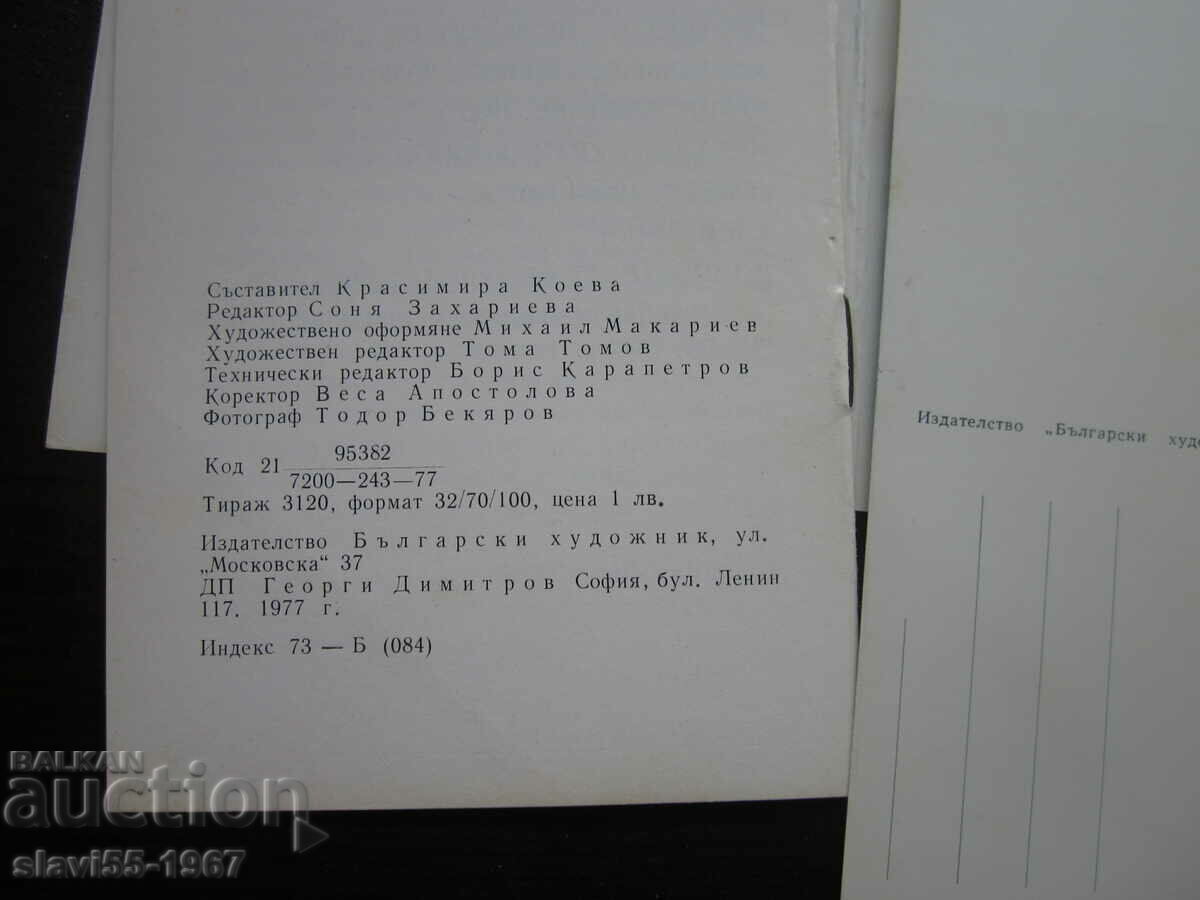 Съставител Красимира Коева
Редактор Соня Захариева
Художествено оформяне Михаил Макариев
Художествен редактор Тома Томов
Технически редактор Борис Карапетров
Коректор Веса Апостолова
Фотограф Тодор Бекяров
Код 21 95382
7200—243—77
Тираж 3120, формат 32/70/100, цена 1 лв.
Издателство Български художник, ул.
„Московска“ 37
ДП Георги Димитров София, бул. Ленин
117. 1977 г.
Индекс 73 — Б (084)
Издателство „Български худо
BALKAN
auction
slavi55-1967